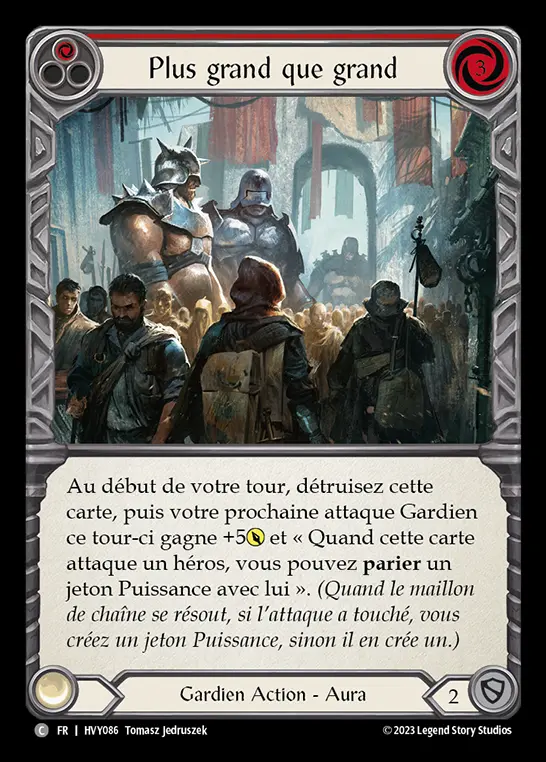 Plus grand que grand
3
Au début de votre tour, détruisez cette
carte, puis votre prochaine attaque Gardien
ce tour-ci gagne +5 et « Quand cette carte
attaque un héros, vous pouvez parier un
jeton Puissance avec lui ». (Quand le maillon
de chaîne se résout, si l'attaque a touché, vous
créez un jeton Puissance, sinon il en crée un.)
Gardien Action - Aura
2
C FR | HVY086 Tomasz Jedruszek
©2023 Legend Story Studios